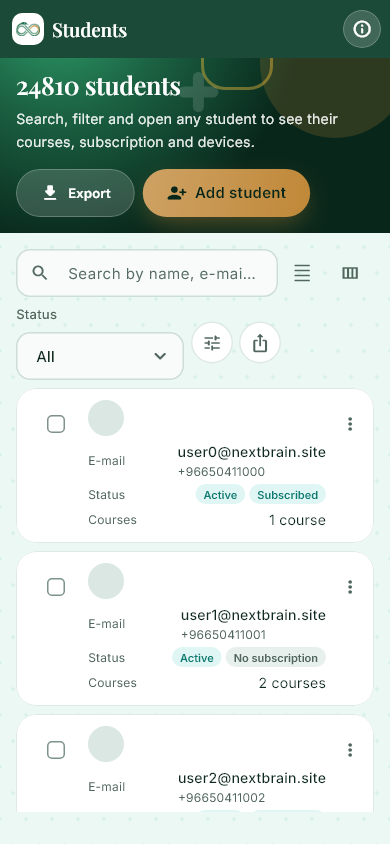 Students
24810 students
Search, filter and open any student to see their
courses, subscription and devices.
Export
Add student
Search by name, e-mai...
Status
All
E-mail
user0@nextbrain.site
+96650411000
Status
Active
Subscribed
Courses
1 course
E-mail
user1@nextbrain.site
+96650411001
Status
Active
No subscription
Courses
2 courses
E-mail
user2@nextbrain.site
+96650411002